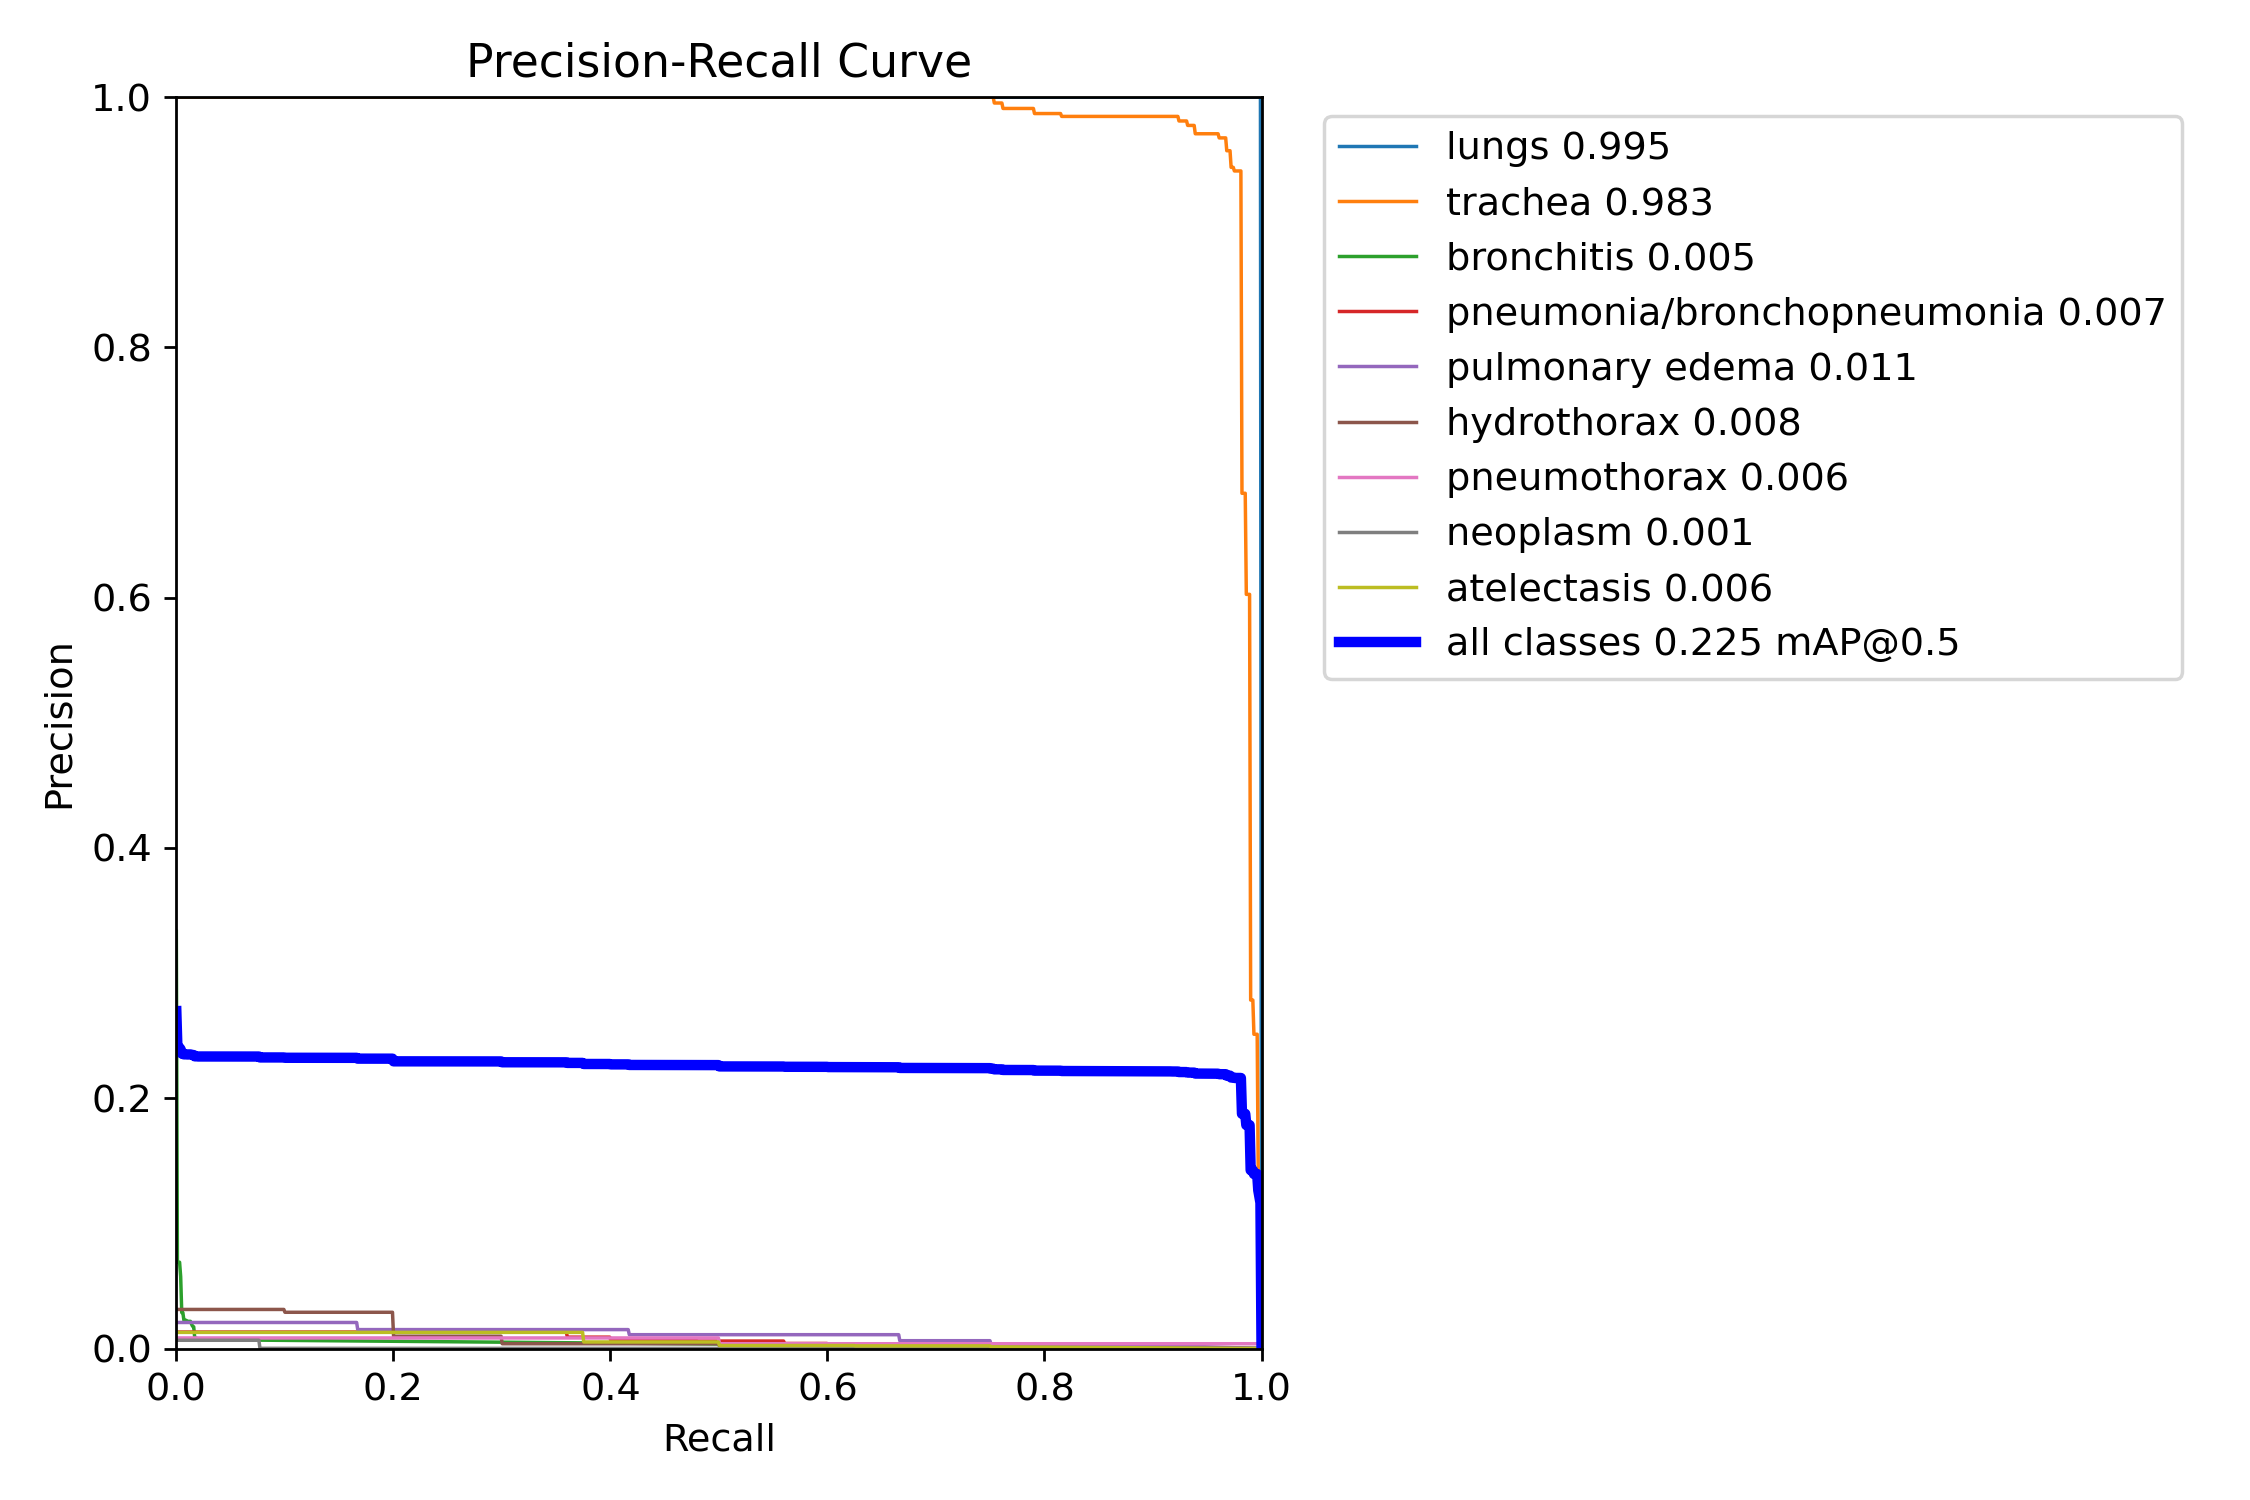 Precision-Recall Curve
1.0
0.8
0.6
0.4
0.2
0.0
Precision
0.0 0.2 0.4 0.6 0.8 1.0
Recall
lungs 0.995
trachea 0.983
bronchitis 0.005
pneumonia/bronchopneumonia 0.007
pulmonary edema 0.011
hydrothorax 0.008
pneumothorax 0.006
neoplasm 0.001
atelectasis 0.006
all classes 0.225 mAP@0.5